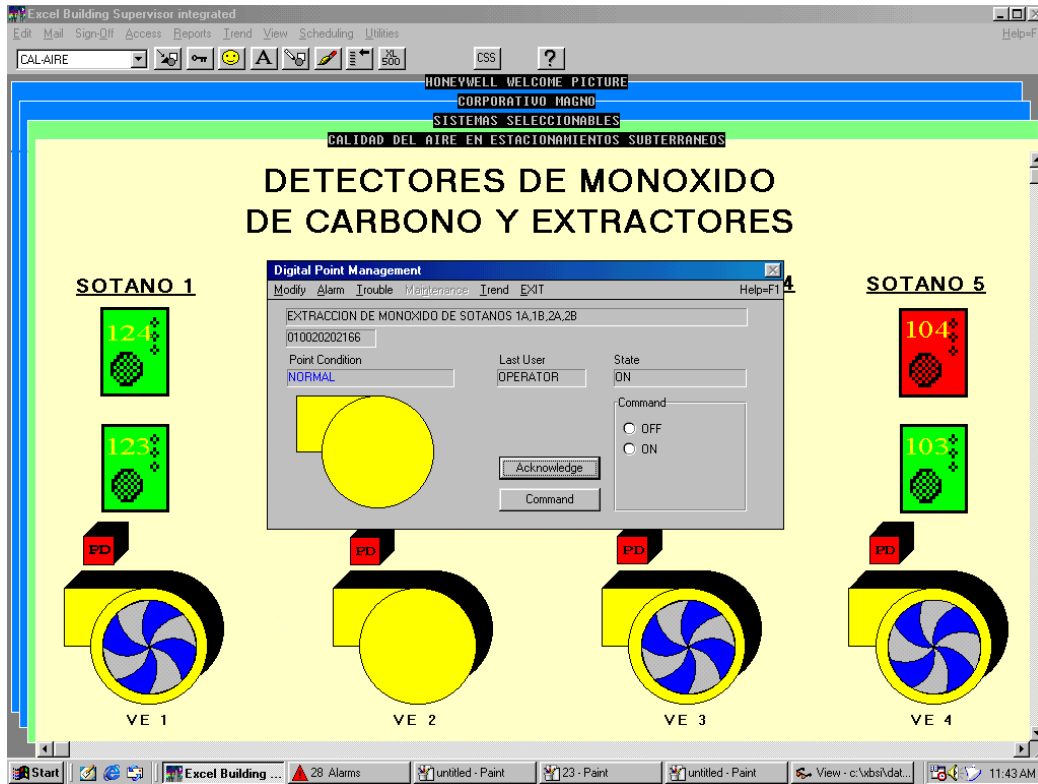 Excel Building Supervisor integrated
Edit Mail Sign-Off Access Reports Trend View Scheduling Utilities Help=F
CAL-AIRE A XL 500 CSS ?
HONEYWELL WELCOME PICTURE
CORPORATIVO MAGNO
SISTEMAS SELECCIONABLES
CALIDAD DEL AIRE EN ESTACIONAMIENTOS SUBTERRANEOS
DETECTORES DE MONOXIDO
DE CARBONO Y EXTRACTORES
SOTANO 1
4
SOTANO 5
124
104
123
103
Digital Point Management
Modify Alarm Trouble Maintenance Trend EXIT Help=F1
EXTRACCION DE MONOXIDO DE SOTANOS 1A,1B,2A,2B
010020202166
Point Condition Last User State
NORMAL OPERATOR ON
Command
OFF
ON
Acknowledge
Command
PD PD PD PD
VE 1 VE 2 VE 3 VE 4
Start Excel Building ... 28 Alarms untitled - Paint 23 - Paint untitled - Paint View - c:\xbsi\dat... 11:43 AM